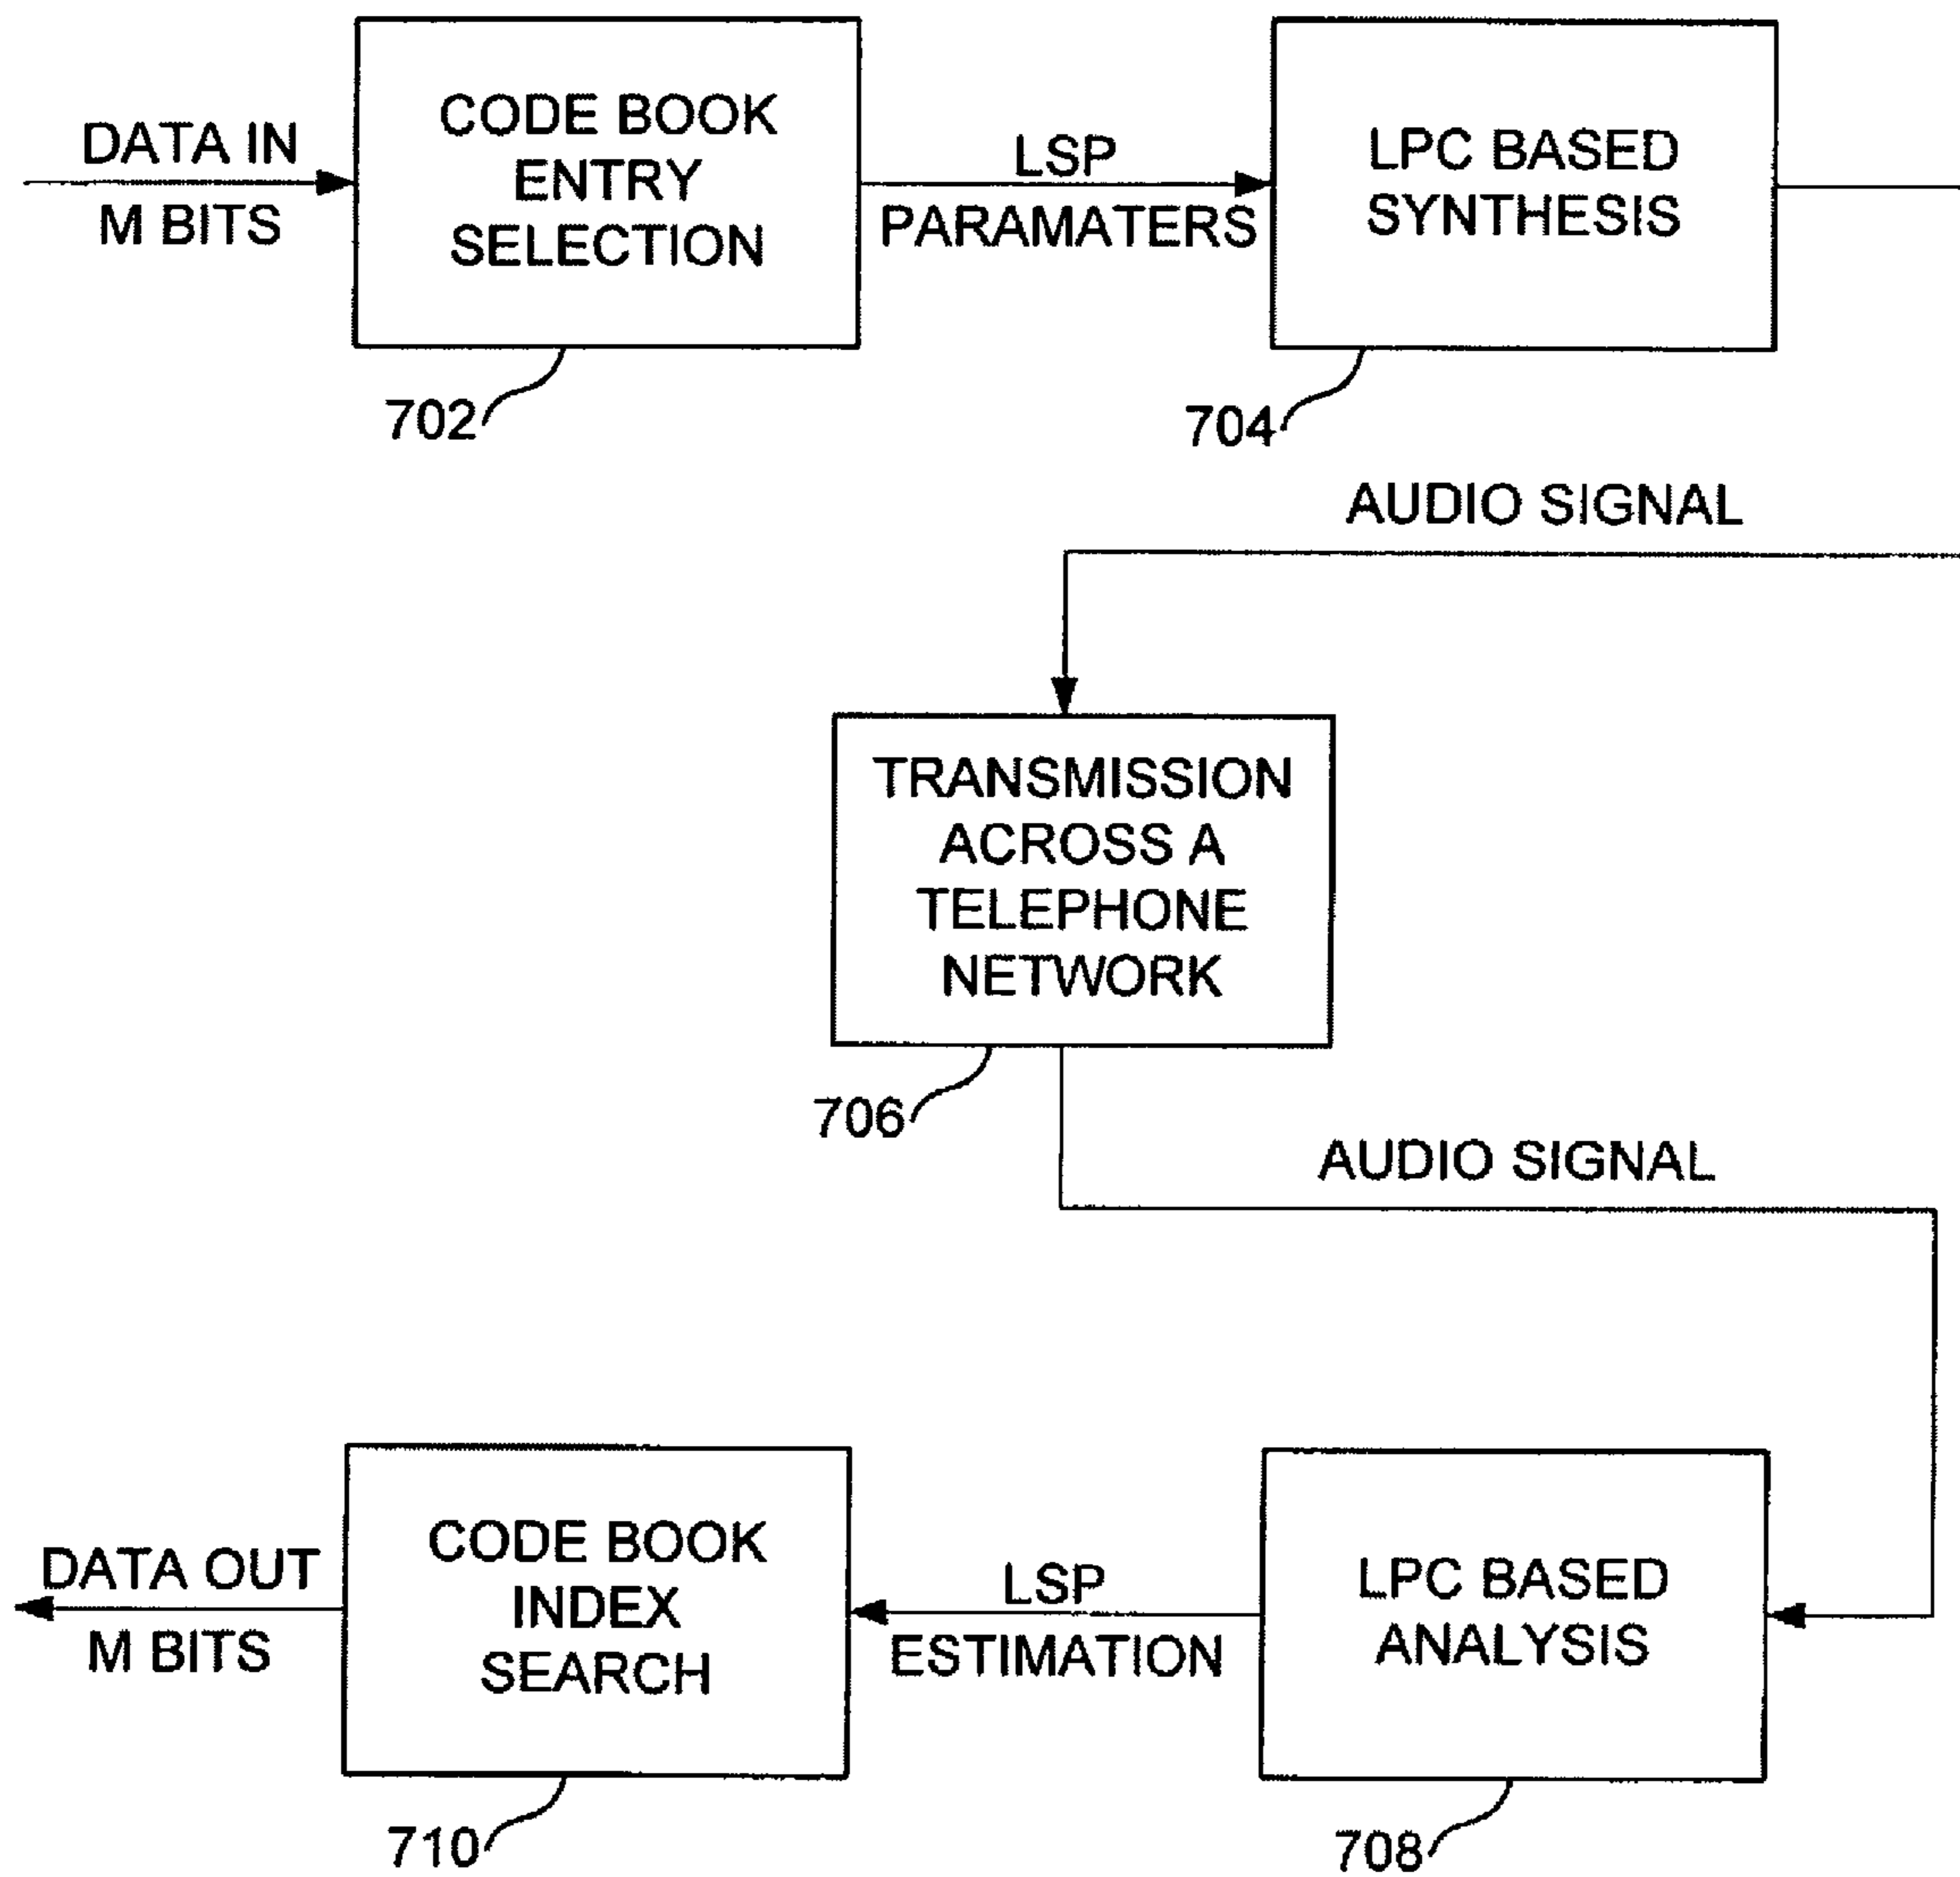 DATA IN
M BITS
CODE BOOK
ENTRY
SELECTION
702
LSP
PARAMATERS
LPC BASED
SYNTHESIS
704
AUDIO SIGNAL
TRANSMISSION
ACROSS A
TELEPHONE
NETWORK
706
AUDIO SIGNAL
LPC BASED
ANALYSIS
708
LSP
ESTIMATION
CODE BOOK
INDEX
SEARCH
710
DATA OUT
M BITS